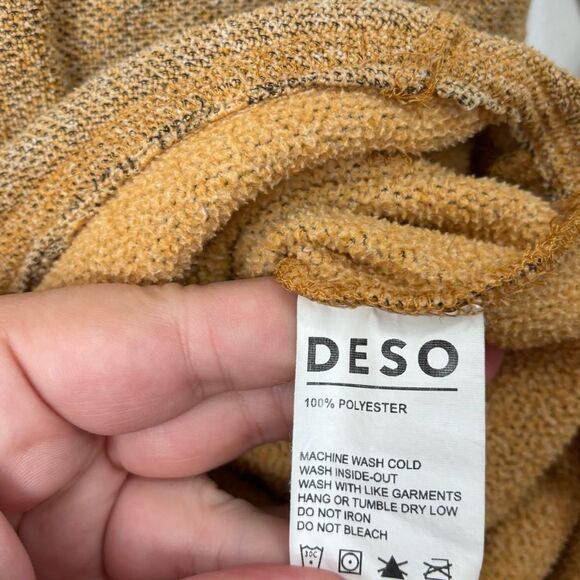 DESO
100% POLYESTER
MACHINE WASH COLD
WASH INSIDE-OUT
WASH WITH LIKE GARMENTS
HANG OR TUMBLE DRY LOW
DO NOT IRON
DO NOT BLEACH
30C